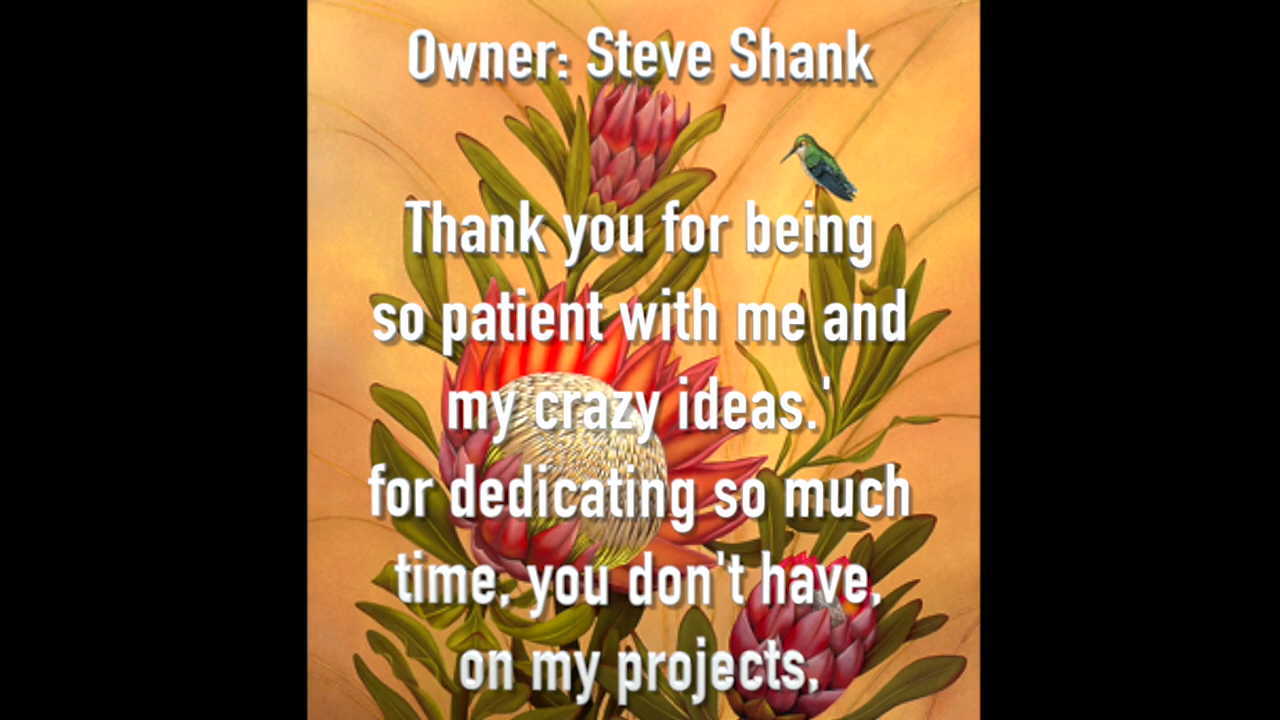 Owner: Steve Shank
Thank you for being
so patient with me and
my crazy ideas.'
for dedicating so much
time, you don't have,
on my projects,